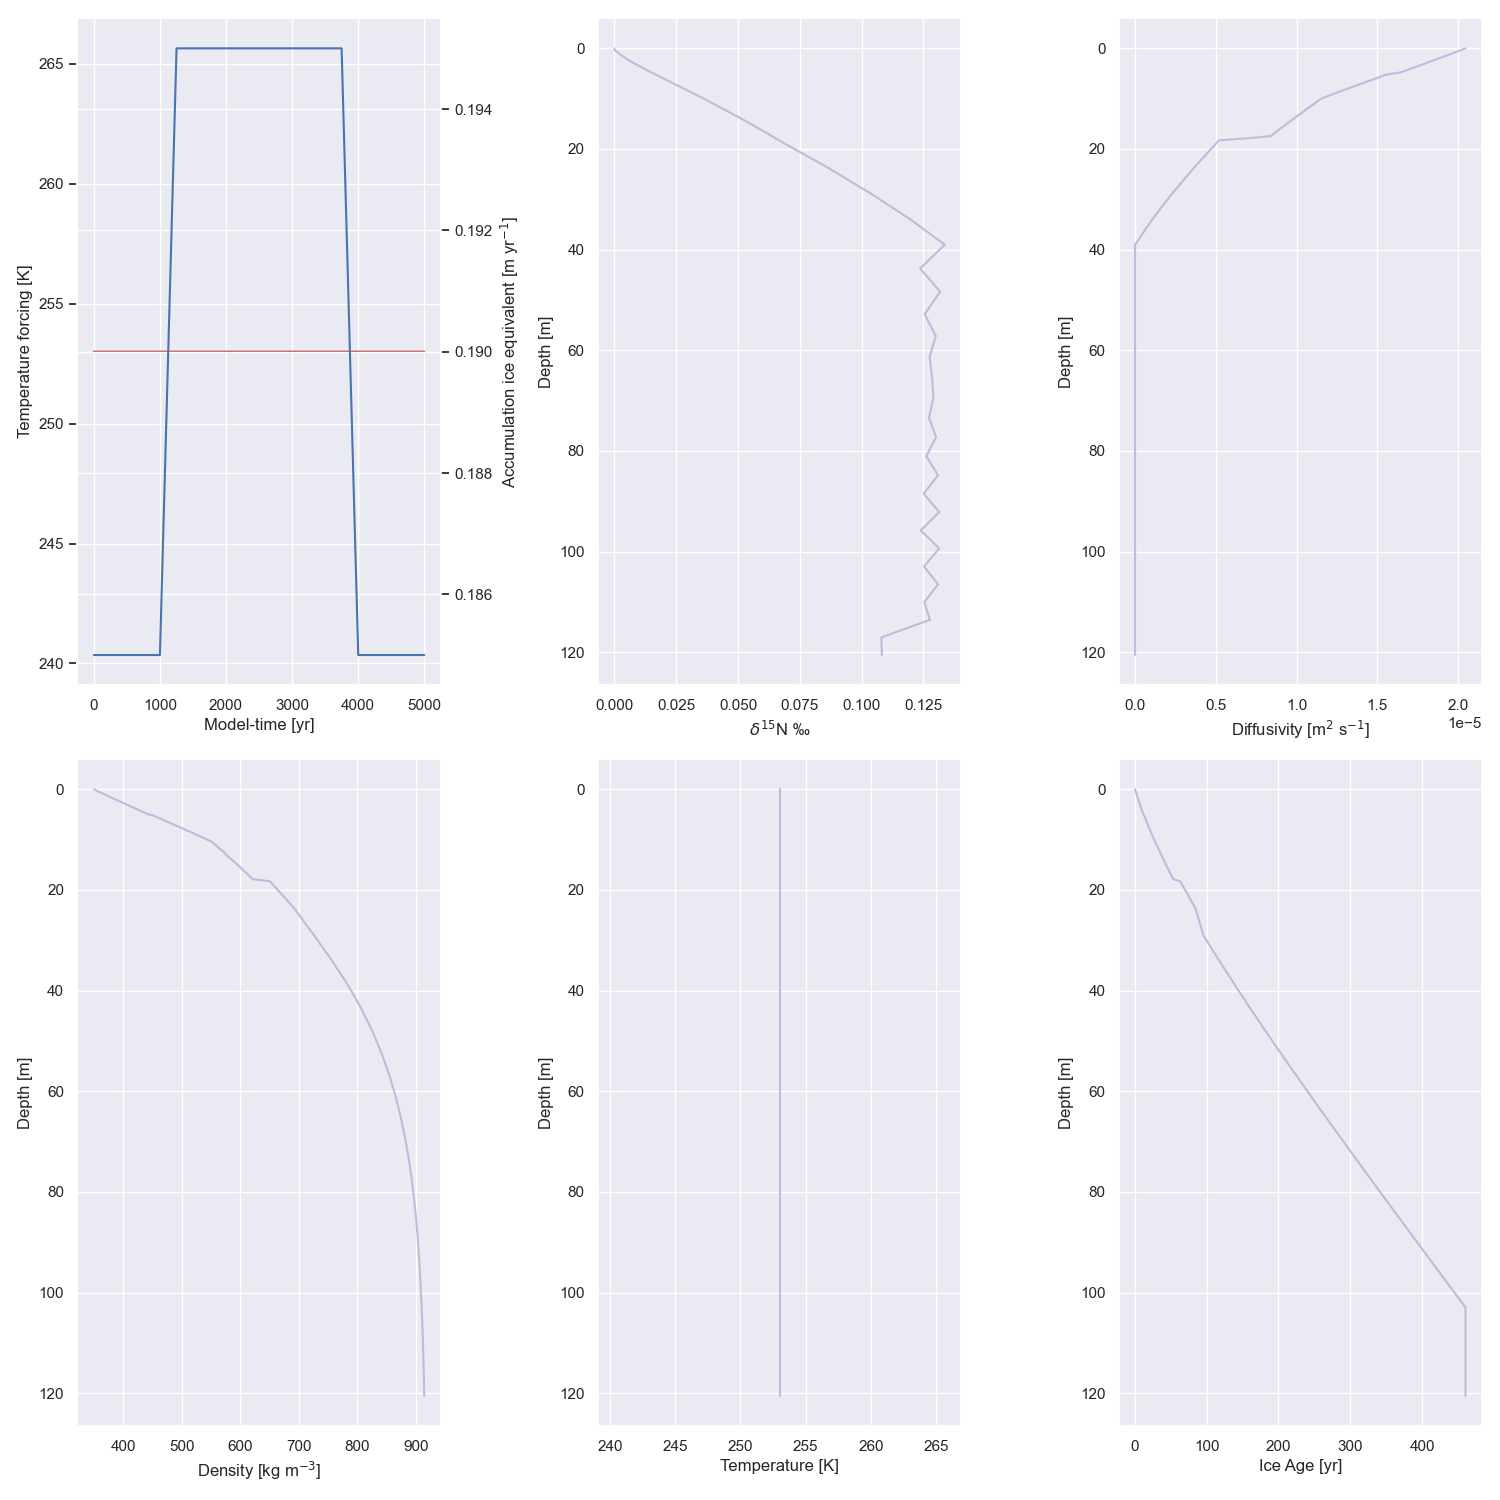 265
260
255
250
245
240
Temperature forcing [K]
0.194
0.192
0.190
0.188
0.186
Accumulation ice equivalent [m yr⁻¹]
0 1000 2000 3000 4000 5000
Model-time [yr]
0
20
40
60
80
100
120
Depth [m]
0.000 0.025 0.050 0.075 0.100 0.125
δ¹⁵N ‰
0
20
40
60
80
100
120
Depth [m]
0.0 0.5 1.0 1.5 2.0
1e−5
Diffusivity [m² s⁻¹]
0
20
40
60
80
100
120
Depth [m]
400 500 600 700 800 900
Density [kg m⁻³]
0
20
40
60
80
100
120
Depth [m]
240 245 250 255 260 265
Temperature [K]
0
20
40
60
80
100
120
Depth [m]
0 100 200 300 400
Ice Age [yr]